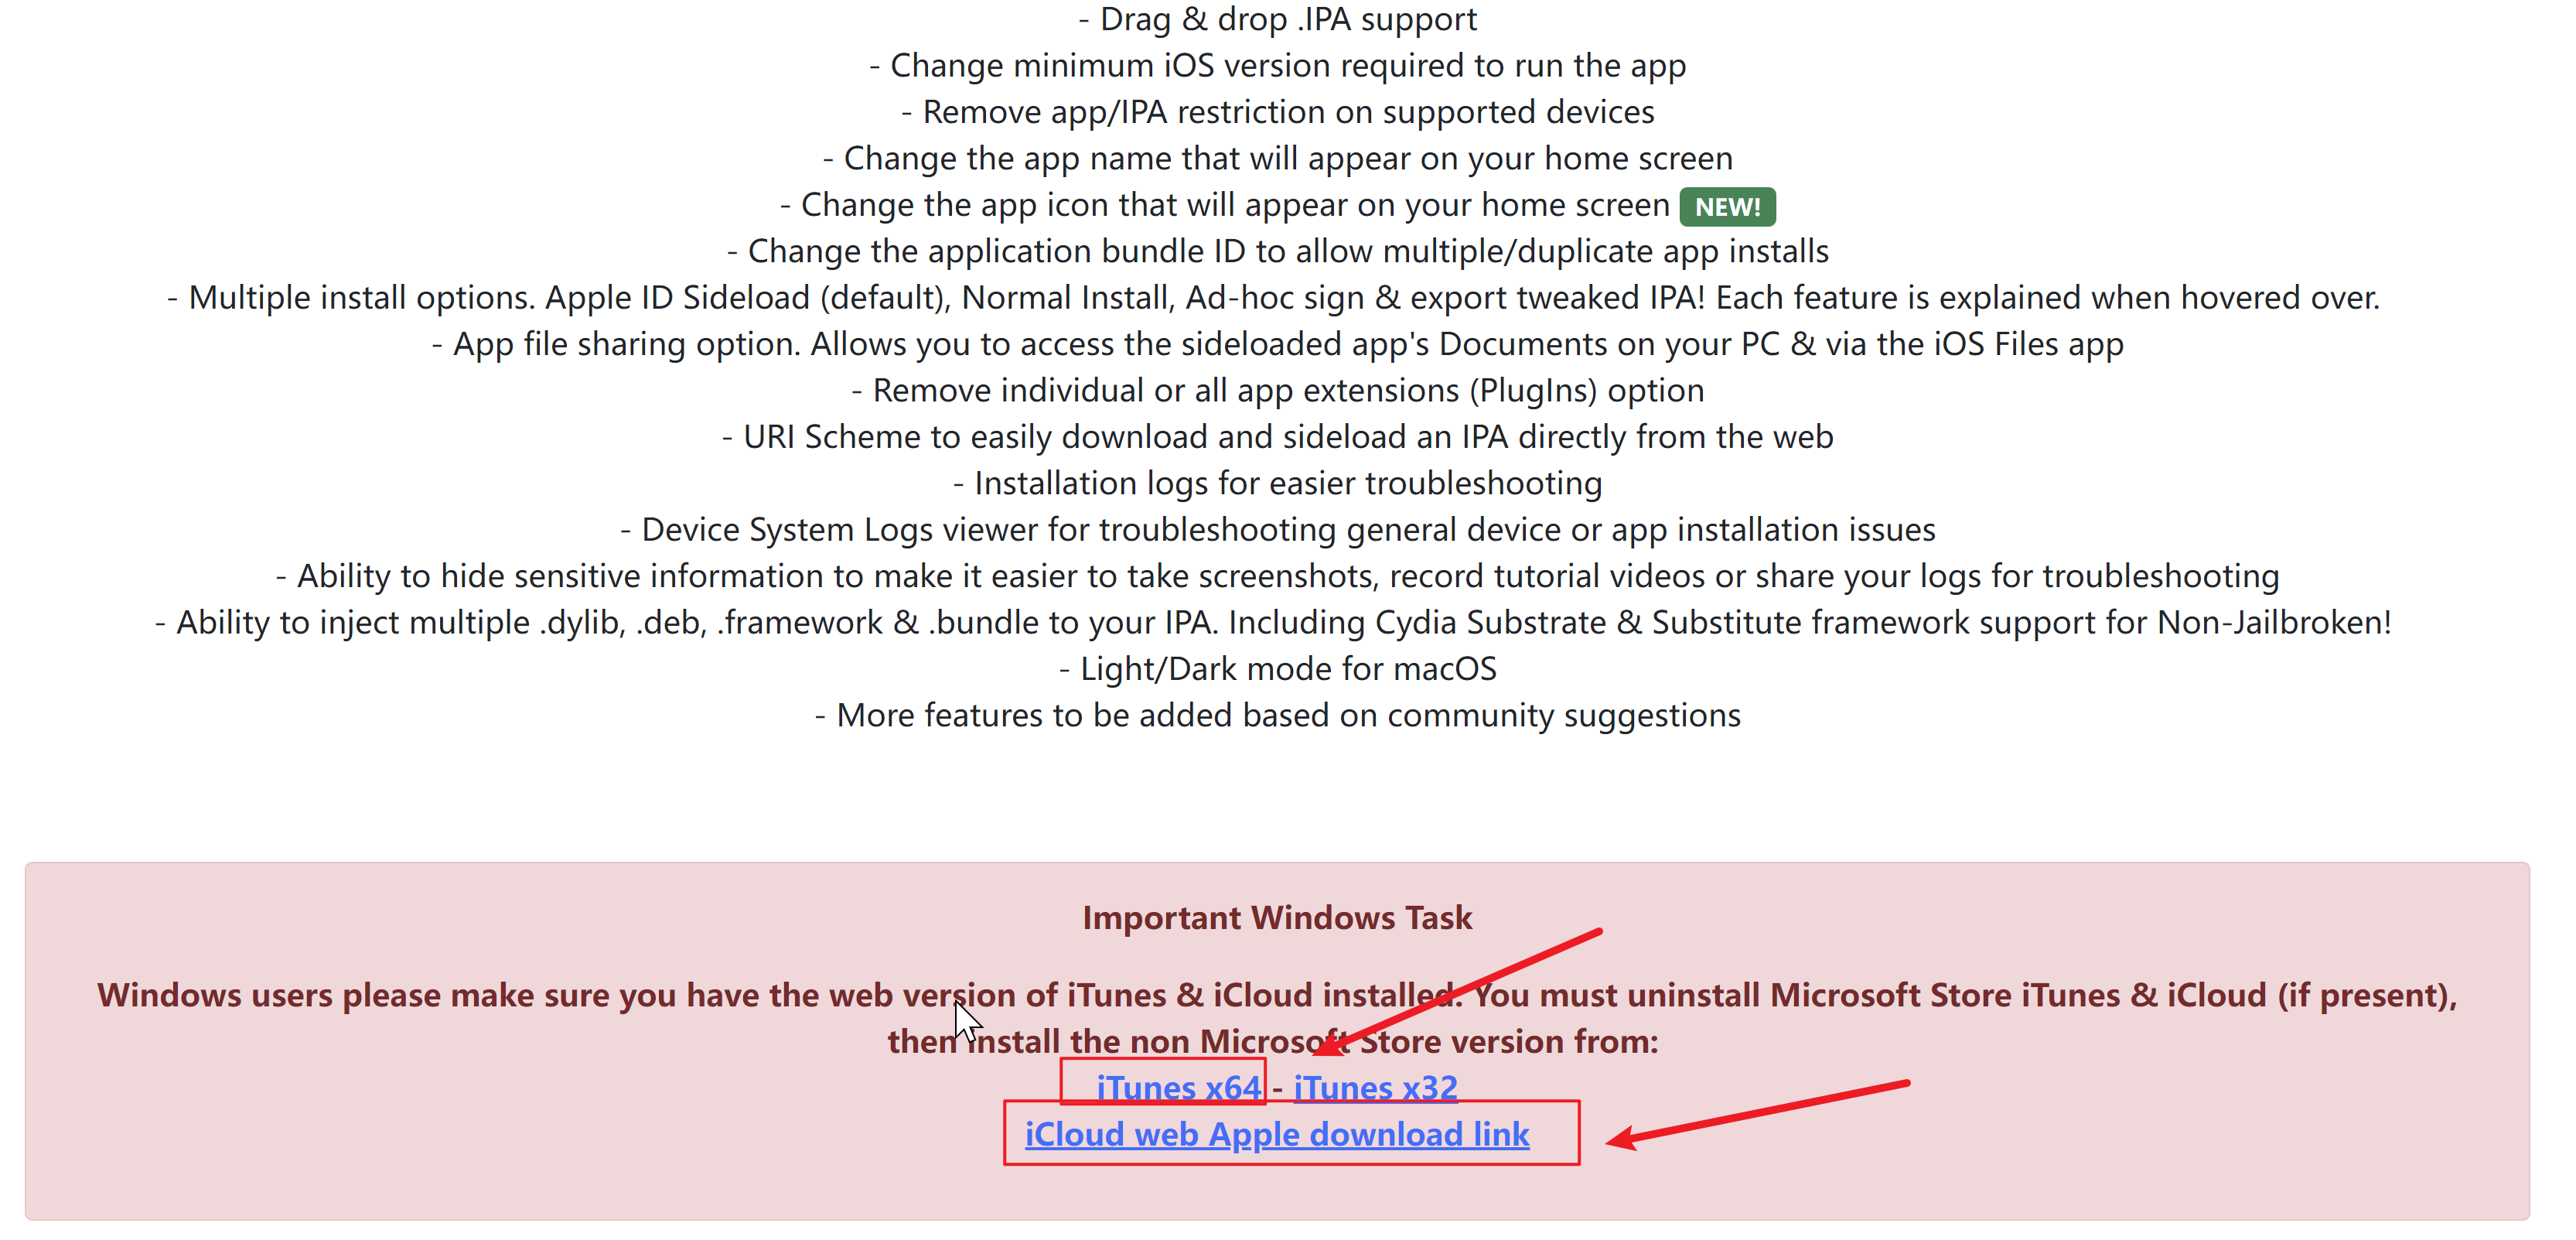 - Drag & drop .IPA support
- Change minimum iOS version required to run the app
- Remove app/IPA restriction on supported devices
- Change the app name that will appear on your home screen
- Change the app icon that will appear on your home screen NEW!
- Change the application bundle ID to allow multiple/duplicate app installs
- Multiple install options. Apple ID Sideload (default), Normal Install, Ad-hoc sign & export tweaked IPA! Each feature is explained when hovered over.
- App file sharing option. Allows you to access the sideloaded app's Documents on your PC & via the iOS Files app
- Remove individual or all app extensions (PlugIns) option
- URI Scheme to easily download and sideload an IPA directly from the web
- Installation logs for easier troubleshooting
- Device System Logs viewer for troubleshooting general device or app installation issues
- Ability to hide sensitive information to make it easier to take screenshots, record tutorial videos or share your logs for troubleshooting
- Ability to inject multiple .dylib, .deb, .framework & .bundle to your IPA. Including Cydia Substrate & Substitute framework support for Non-Jailbroken!
- Light/Dark mode for macOS
- More features to be added based on community suggestions
Important Windows Task
Windows users please make sure you have the web version of iTunes & iCloud installed. You must uninstall Microsoft Store iTunes & iCloud (if present),
then install the non Microsoft Store version from:
iTunes x64 - iTunes x32
iCloud web Apple download link